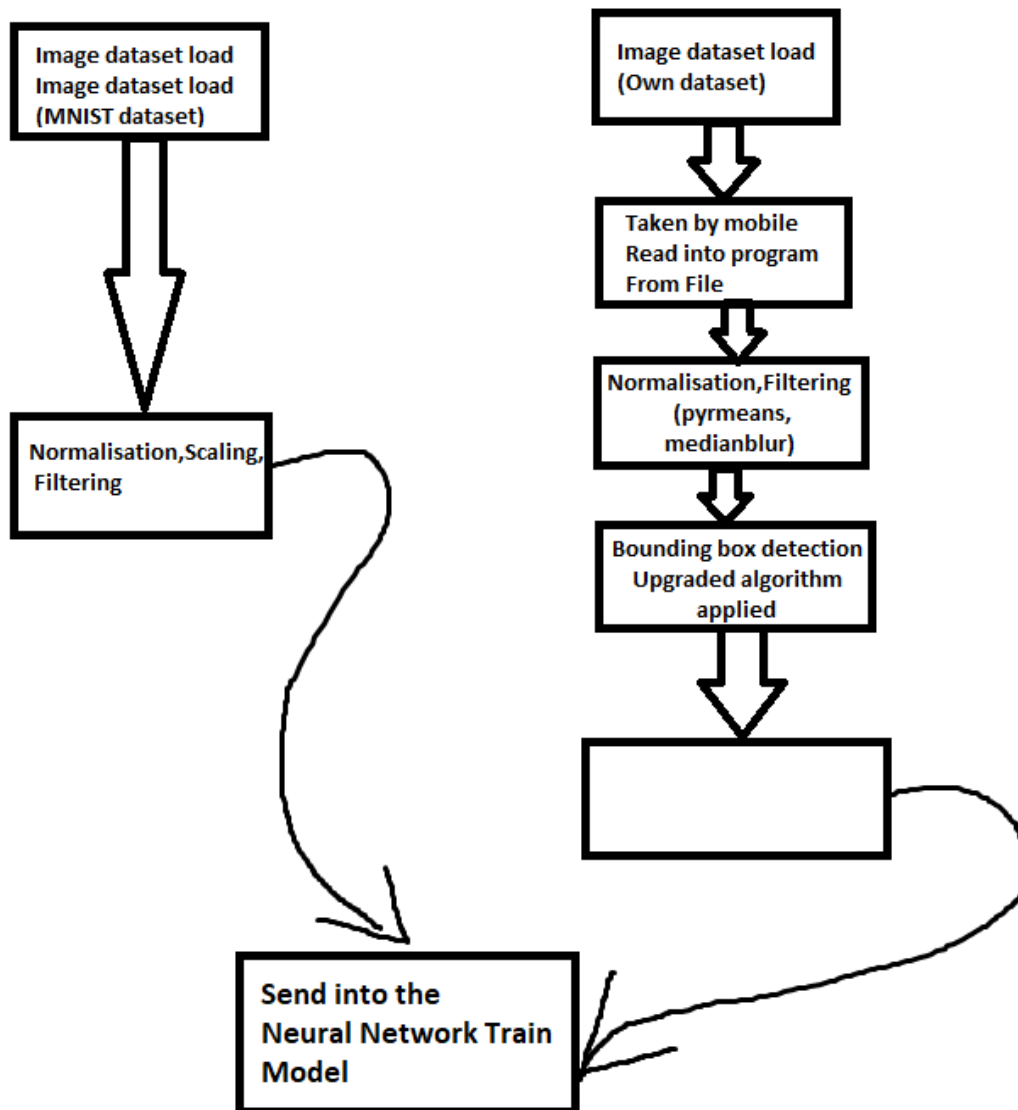 Image dataset load
Image dataset load
(MNIST dataset)
Normalisation,Scaling,
Filtering
Image dataset load
(Own dataset)
Taken by mobile
Read into program
From File
Normalisation,Filtering
(pyrmeans,
medianblur)
Bounding box detection
Upgraded algorithm
applied
Send into the
Neural Network Train
Model